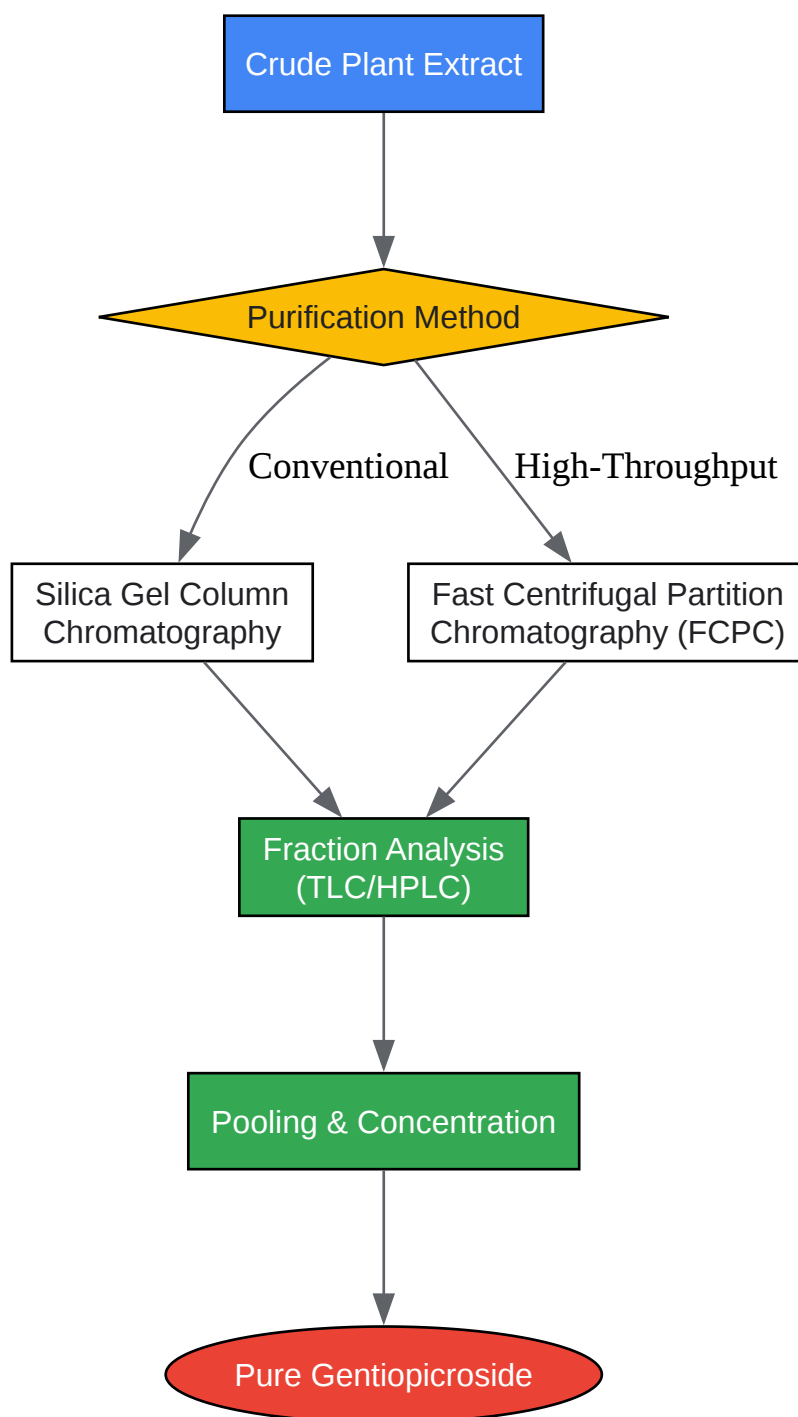 Crude Plant Extract
Purification Method
Conventional
High-Throughput
Silica Gel Column
Chromatography
Fast Centrifugal Partition
Chromatography (FCPC)
Fraction Analysis
(TLC/HPLC)
Pooling & Concentration
Pure Gentiopicroside